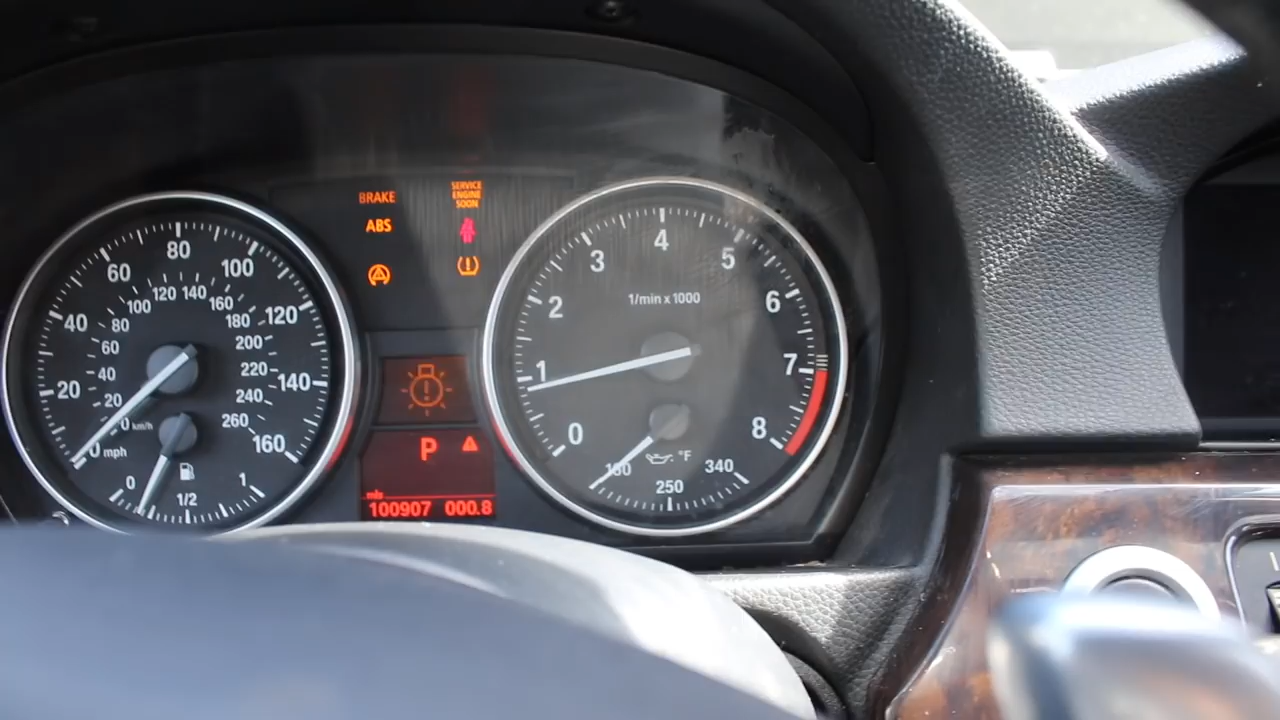 BRAKE
ABS
SERVICE
ENGINE
SOON
0 20 40 60 80 100 120 140 160
mph
0 20 40 60 80 100 120 140 160 180 200 220 240 260
km/h
0 1/2 1
P
mls
100907 000.8
0 1 2 3 4 5 6 7 8
1/min x 1000
°F
160 250 340